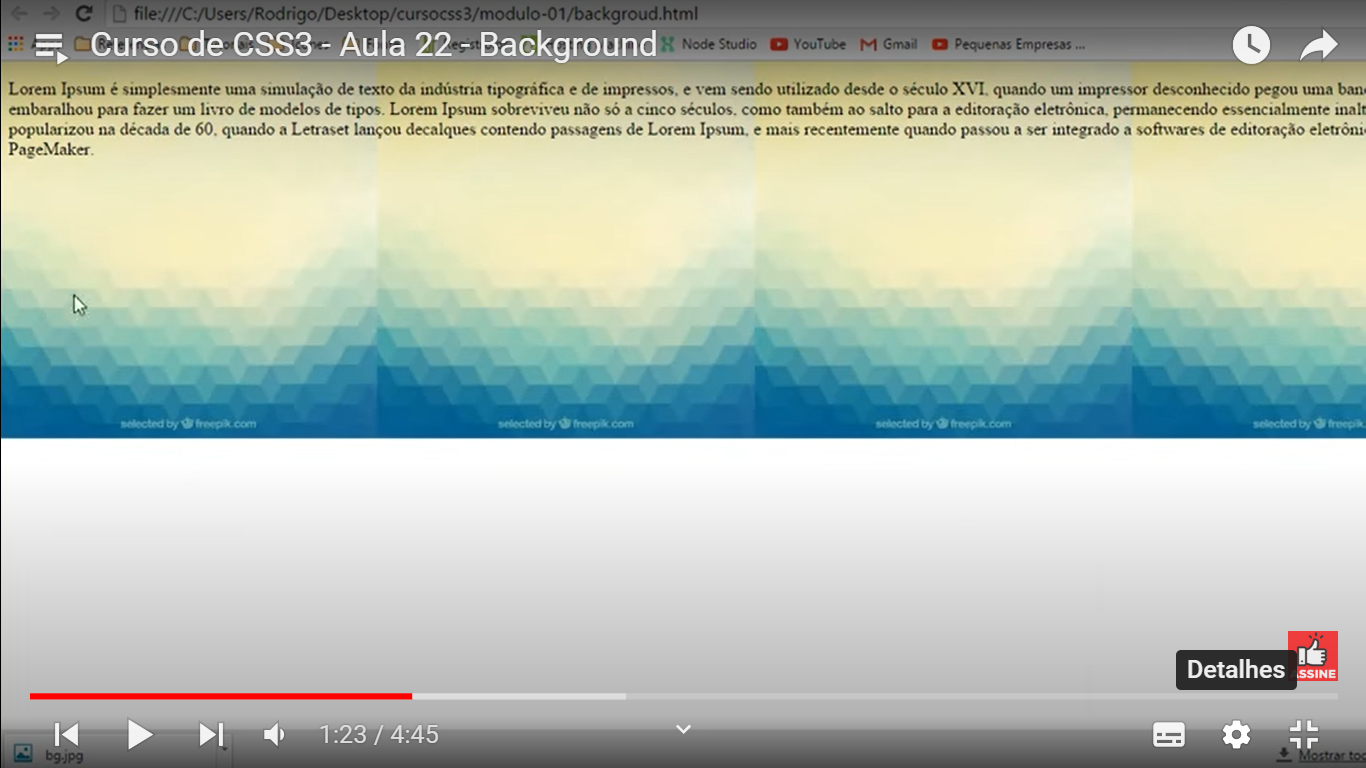 file:///C:/Users/Rodrigo/Desktop/cursocss3/modulo-01/backgroud.html
Curso de CSS3 - Aula 22 - Background
Node Studio YouTube Gmail Pequenas Empresas ...
Lorem Ipsum é simplesmente uma simulação de texto da indústria tipográfica e de impressos, e vem sendo utilizado desde o século XVI, quando um impressor desconhecido pegou uma ban
embaralhou para fazer um livro de modelos de tipos. Lorem Ipsum sobreviveu não só a cinco séculos, como também ao salto para a editoração eletrônica, permanecendo essencialmente inalt
popularizou na década de 60, quando a Letraset lançou decalques contendo passagens de Lorem Ipsum, e mais recentemente quando passou a ser integrado a softwares de editoração eletrôni
PageMaker.
selected by freepik.com selected by freepik.com selected by freepik.com selected by freepik.
Detalhes
ASSINE
1:23 / 4:45
bg.jpg
Mostrar too